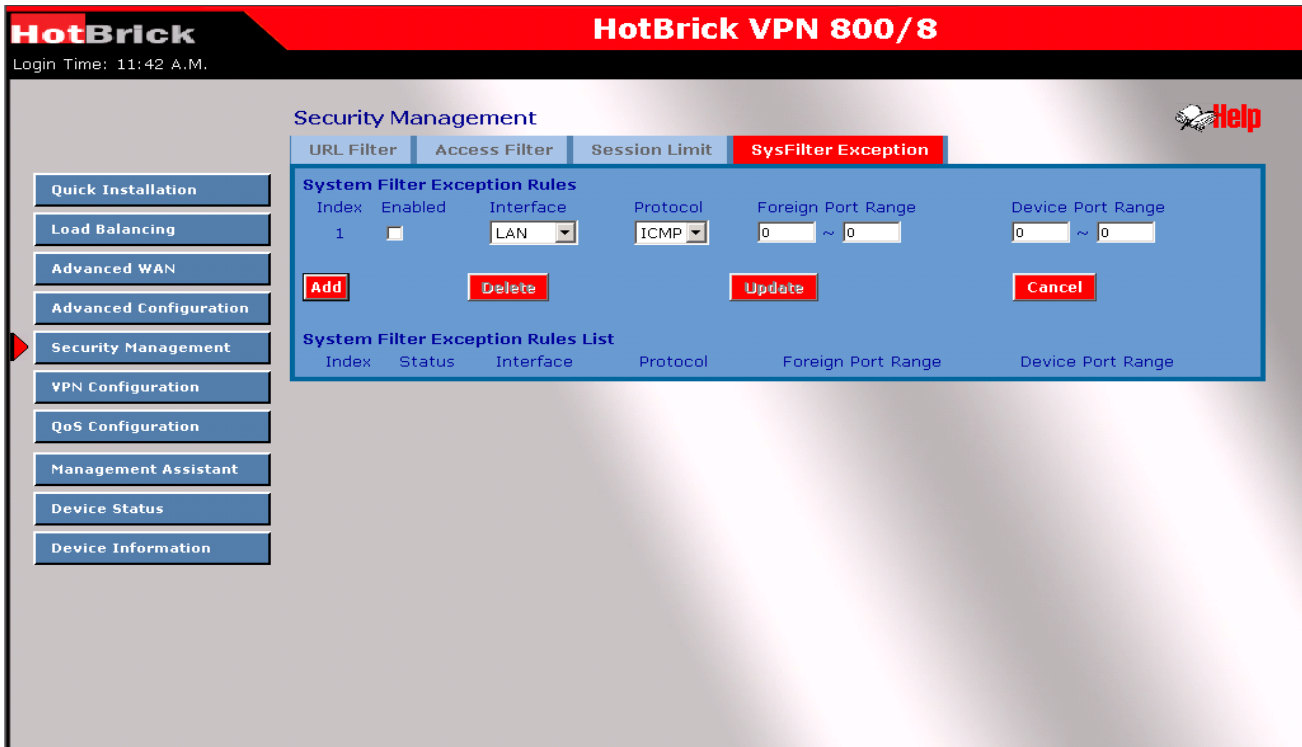 HotBrick
HotBrick VPN 800/8
Login Time: 11:42 A.M.
Security Management
Help
URL Filter Access Filter Session Limit SysFilter Exception
Quick Installation
Load Balancing
Advanced WAN
Advanced Configuration
Security Management
VPN Configuration
QoS Configuration
Management Assistant
Device Status
Device Information
System Filter Exception Rules
Index Enabled Interface Protocol Foreign Port Range Device Port Range
1 LAN ICMP 0 ~ 0 0 ~ 0
Add Delete Update Cancel
System Filter Exception Rules List
Index Status Interface Protocol Foreign Port Range Device Port Range